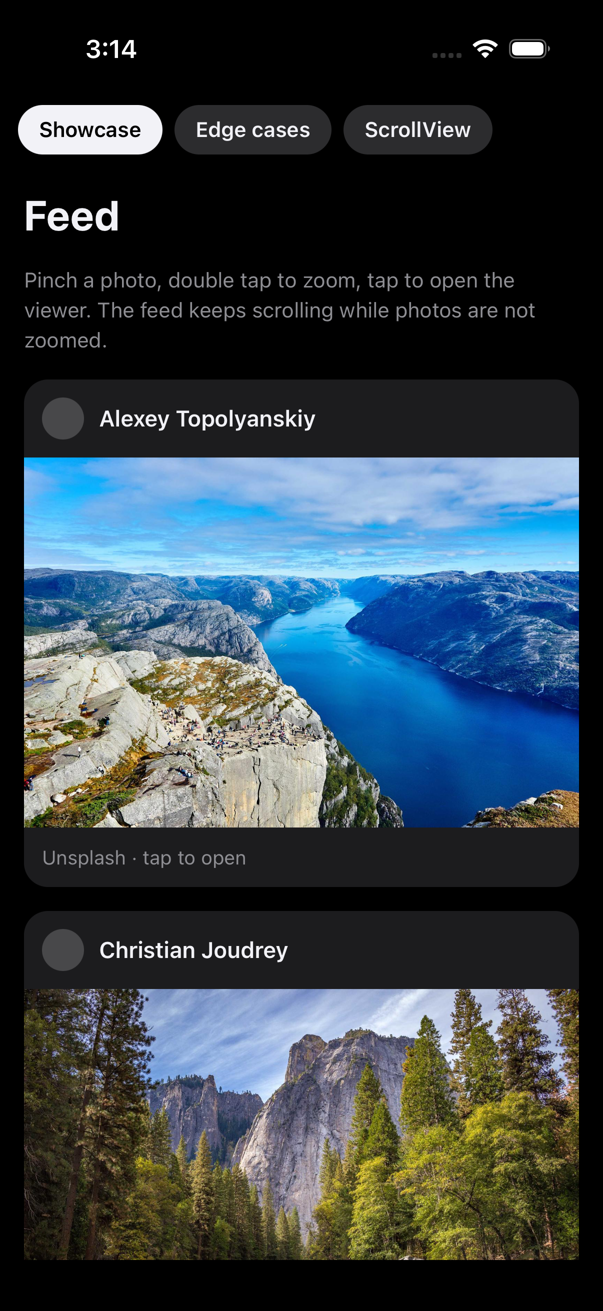 3:14
Showcase
Edge cases
ScrollView
Feed
Pinch a photo, double tap to zoom, tap to open the
viewer. The feed keeps scrolling while photos are not
zoomed.
Alexey Topolyanskiy
Unsplash · tap to open
Christian Joudrey